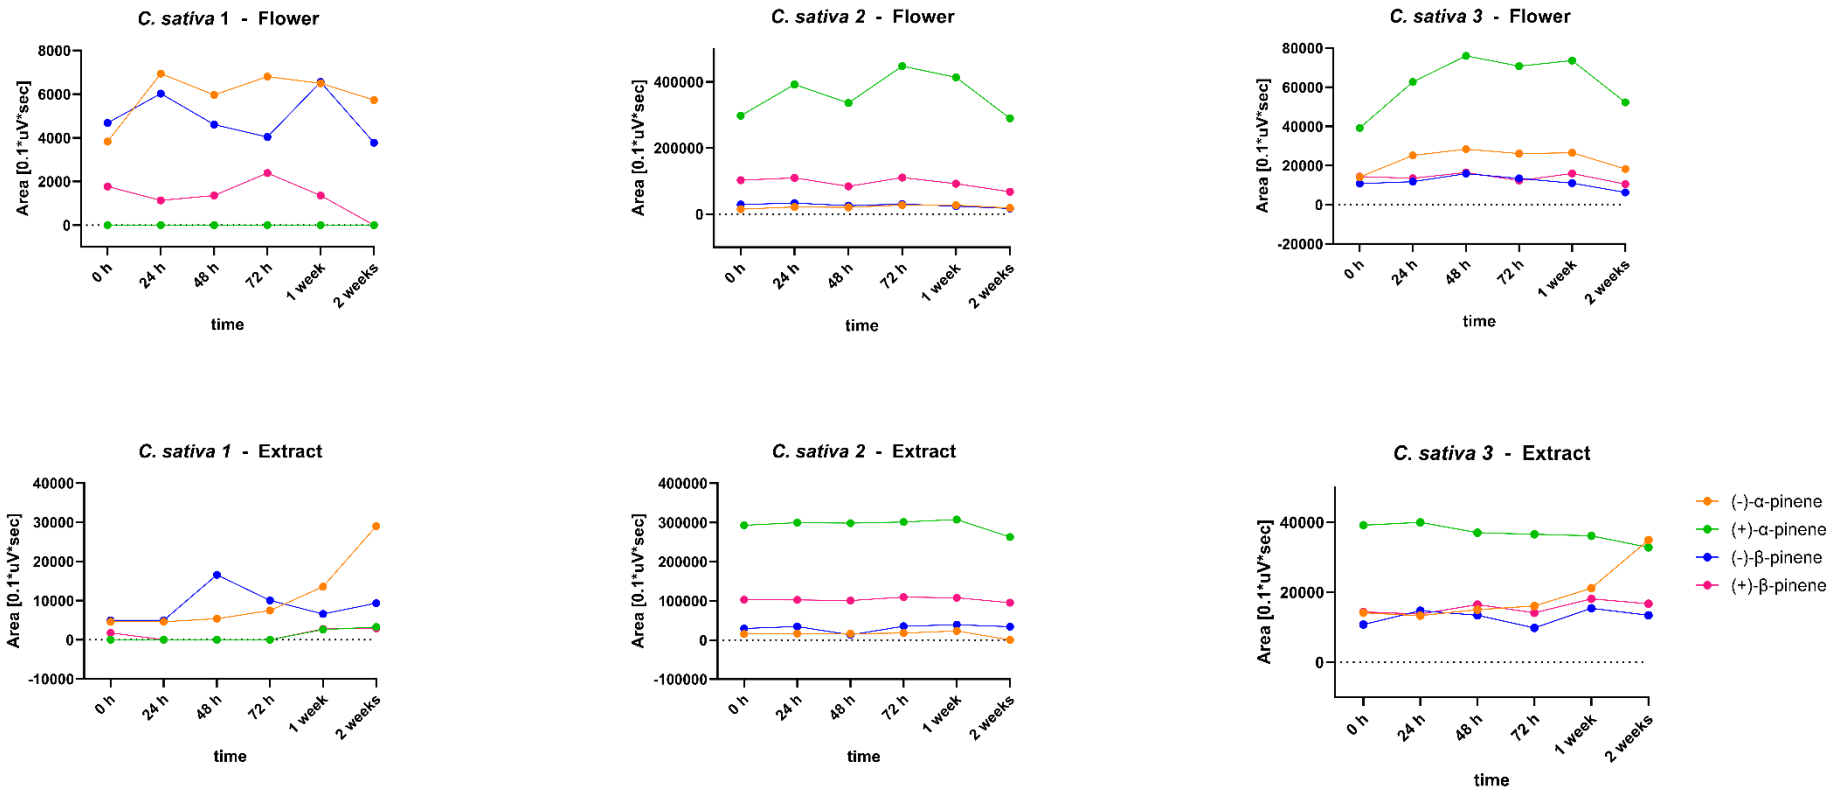 C. sativa 1 - Flower
8000
6000
4000
2000
0
Area [0.1*uV*sec]
0 h
24 h
48 h
72 h
1 week
2 weeks
time
C. sativa 2 - Flower
400000
200000
0
Area [0.1*uV*sec]
0 h
24 h
48 h
72 h
1 week
2 weeks
time
C. sativa 3 - Flower
80000
60000
40000
20000
0
-20000
Area [0.1*uV*sec]
0 h
24 h
48 h
72 h
1 week
2 weeks
time
C. sativa 1 - Extract
40000
30000
20000
10000
0
-10000
Area [0.1*uV*sec]
0 h
24 h
48 h
72 h
1 week
2 weeks
time
C. sativa 2 - Extract
400000
300000
200000
100000
0
-100000
Area [0.1*uV*sec]
0 h
24 h
48 h
72 h
1 week
2 weeks
time
C. sativa 3 - Extract
40000
20000
0
Area [0.1*uV*sec]
0 h
24 h
48 h
72 h
1 week
2 weeks
time
(-)-α-pinene
(+)-α-pinene
(-)-β-pinene
(+)-β-pinene